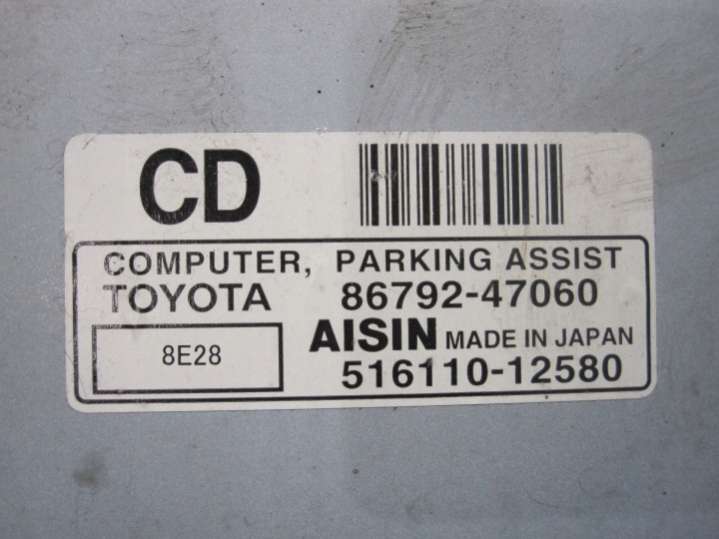 CD
COMPUTER, PARKING ASSIST
TOYOTA 86792-47060
8E28 AISIN MADE IN JAPAN
516110-12580